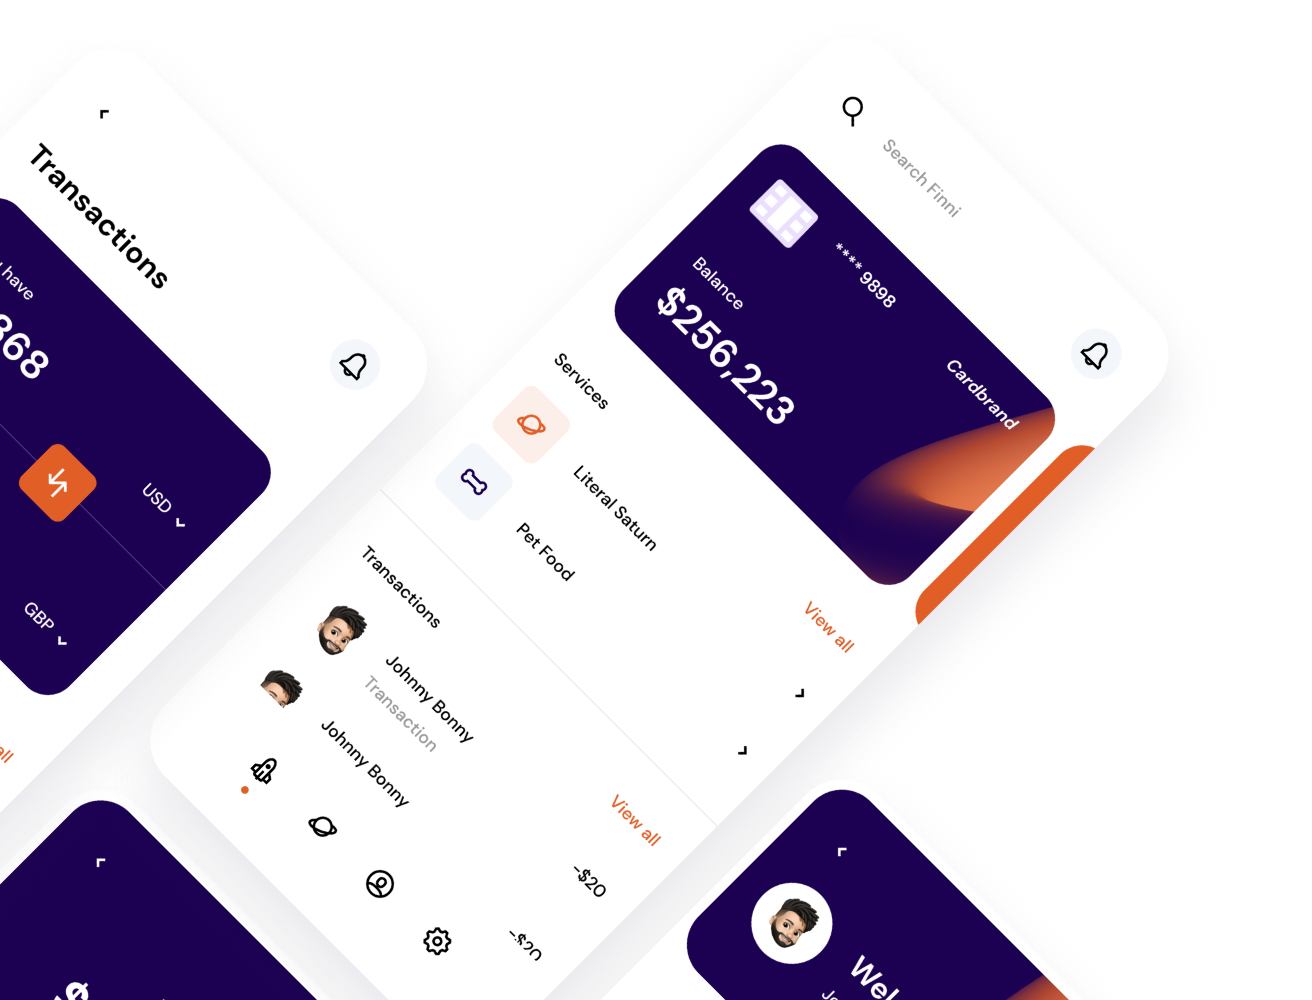 Transactions
have
868
USD
GBP
all
Search Finni
**** 9898
Balance
$256,223
Cardbrand
Services
Literal Saturn
Pet Food
View all
Transactions
Johnny Bonny
Transaction
-$20
Johnny Bonny
-$20
View all
$
Wel